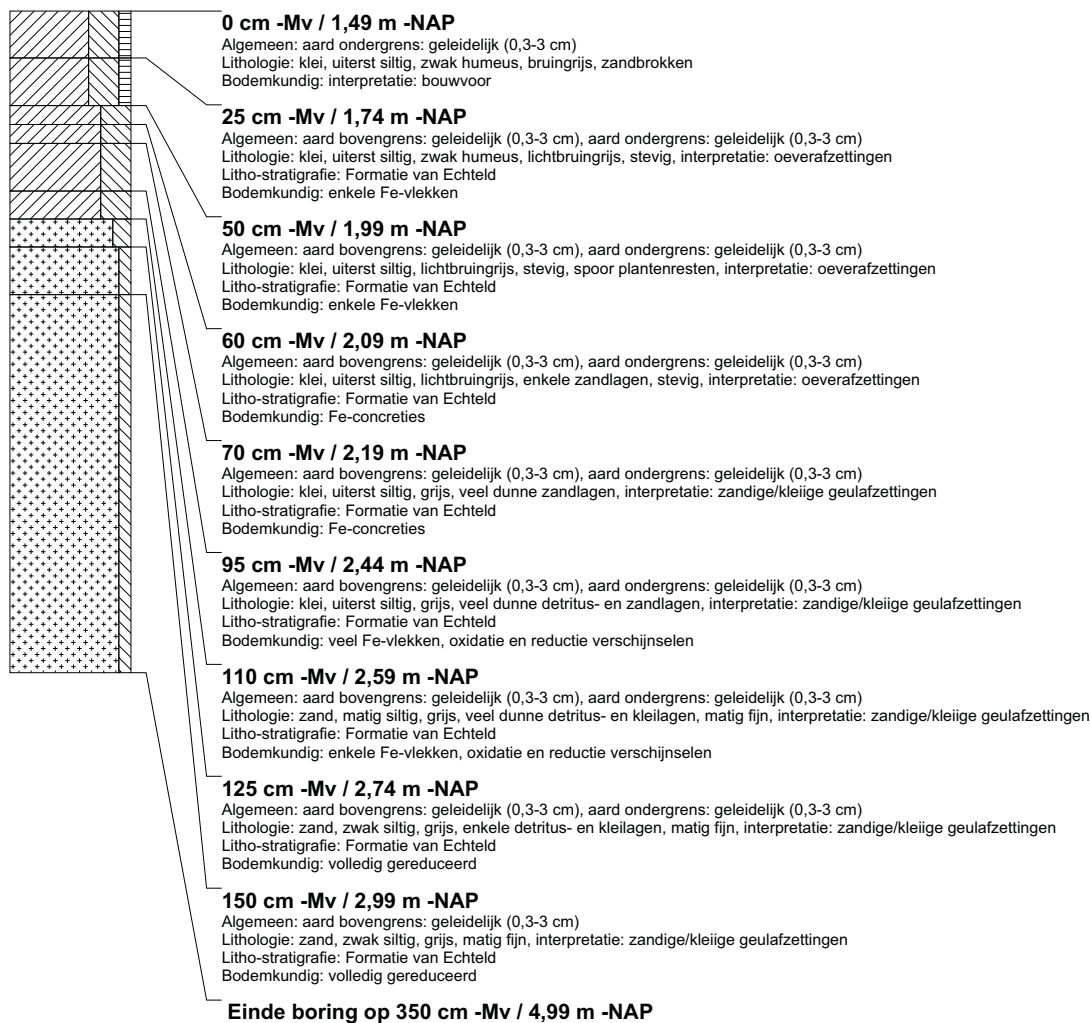 0 cm -Mv / 1,49 m -NAP
Algemeen: aard ondergrens: geleidelijk (0,3-3 cm)
Lithologie: klei, uiterst siltig, zwak humeus, bruingrijs, zandbrokken
Bodemkundig: interpretatie: bouwvoor
25 cm -Mv / 1,74 m -NAP
Algemeen: aard bovengrens: geleidelijk (0,3-3 cm), aard ondergrens: geleidelijk (0,3-3 cm)
Lithologie: klei, uiterst siltig, zwak humeus, lichtbruingrijs, stevig, interpretatie: oeverafzettingen
Litho-stratigrafie: Formatie van Echteld
Bodemkundig: enkele Fe-vlekken
50 cm -Mv / 1,99 m -NAP
Algemeen: aard bovengrens: geleidelijk (0,3-3 cm), aard ondergrens: geleidelijk (0,3-3 cm)
Lithologie: klei, uiterst siltig, lichtbruingrijs, stevig, spoor plantenresten, interpretatie: oeverafzettingen
Litho-stratigrafie: Formatie van Echteld
Bodemkundig: enkele Fe-vlekken
60 cm -Mv / 2,09 m -NAP
Algemeen: aard bovengrens: geleidelijk (0,3-3 cm), aard ondergrens: geleidelijk (0,3-3 cm)
Lithologie: klei, uiterst siltig, lichtbruingrijs, enkele zandlagen, stevig, interpretatie: oeverafzettingen
Litho-stratigrafie: Formatie van Echteld
Bodemkundig: Fe-concreties
70 cm -Mv / 2,19 m -NAP
Algemeen: aard bovengrens: geleidelijk (0,3-3 cm), aard ondergrens: geleidelijk (0,3-3 cm)
Lithologie: klei, uiterst siltig, grijs, veel dunne zandlagen, interpretatie: zandige/kleiige geulafzettingen
Litho-stratigrafie: Formatie van Echteld
Bodemkundig: Fe-concreties
95 cm -Mv / 2,44 m -NAP
Algemeen: aard bovengrens: geleidelijk (0,3-3 cm), aard ondergrens: geleidelijk (0,3-3 cm)
Lithologie: klei, uiterst siltig, grijs, veel dunne detritus- en zandlagen, interpretatie: zandige/kleiige geulafzettingen
Litho-stratigrafie: Formatie van Echteld
Bodemkundig: veel Fe-vlekken, oxidatie en reductie verschijnselen
110 cm -Mv / 2,59 m -NAP
Algemeen: aard bovengrens: geleidelijk (0,3-3 cm), aard ondergrens: geleidelijk (0,3-3 cm)
Lithologie: zand, matig siltig, grijs, veel dunne detritus- en kleilagen, matig fijn, interpretatie: zandige/kleiige geulafzettingen
Litho-stratigrafie: Formatie van Echteld
Bodemkundig: enkele Fe-vlekken, oxidatie en reductie verschijnselen
125 cm -Mv / 2,74 m -NAP
Algemeen: aard bovengrens: geleidelijk (0,3-3 cm), aard ondergrens: geleidelijk (0,3-3 cm)
Lithologie: zand, zwak siltig, grijs, enkele detritus- en kleilagen, matig fijn, interpretatie: zandige/kleiige geulafzettingen
Litho-stratigrafie: Formatie van Echteld
Bodemkundig: volledig gereduceerd
150 cm -Mv / 2,99 m -NAP
Algemeen: aard bovengrens: geleidelijk (0,3-3 cm)
Lithologie: zand, zwak siltig, grijs, matig fijn, interpretatie: zandige/kleiige geulafzettingen
Litho-stratigrafie: Formatie van Echteld
Bodemkundig: volledig gereduceerd
Einde boring op 350 cm -Mv / 4,99 m -NAP